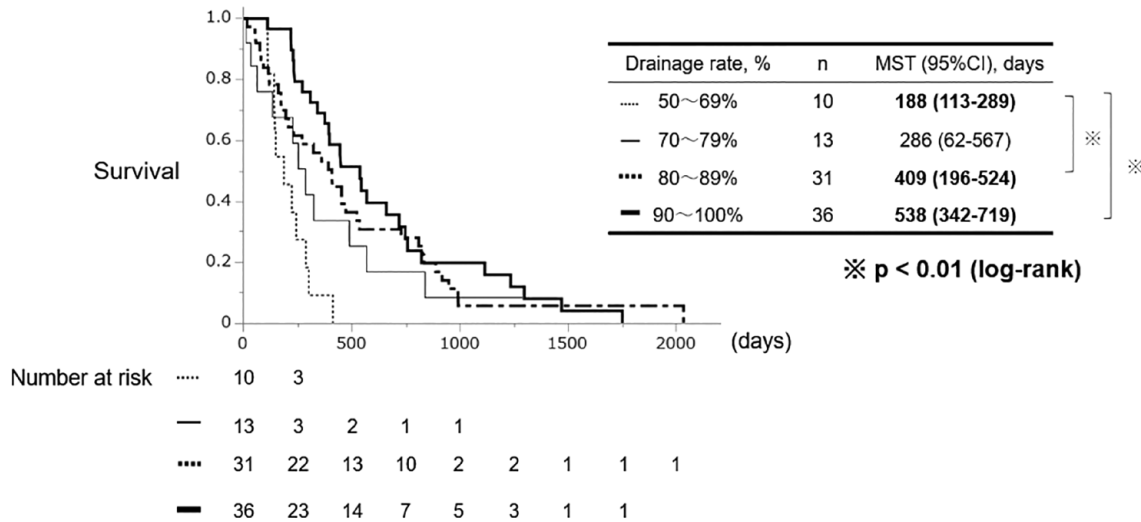 1.0
0.8
0.6
Survival
0.4
0.2
0
0 500 1000 1500 2000 (days)
Drainage rate, % n MST (95%CI), days
50～69% 10 188 (113-289)
70～79% 13 286 (62-567)
80～89% 31 409 (196-524)
90～100% 36 538 (342-719)
※
※
※ p < 0.01 (log-rank)
Number at risk 10 3
13 3 2 1 1
31 22 13 10 2 2 1 1 1
36 23 14 7 5 3 1 1